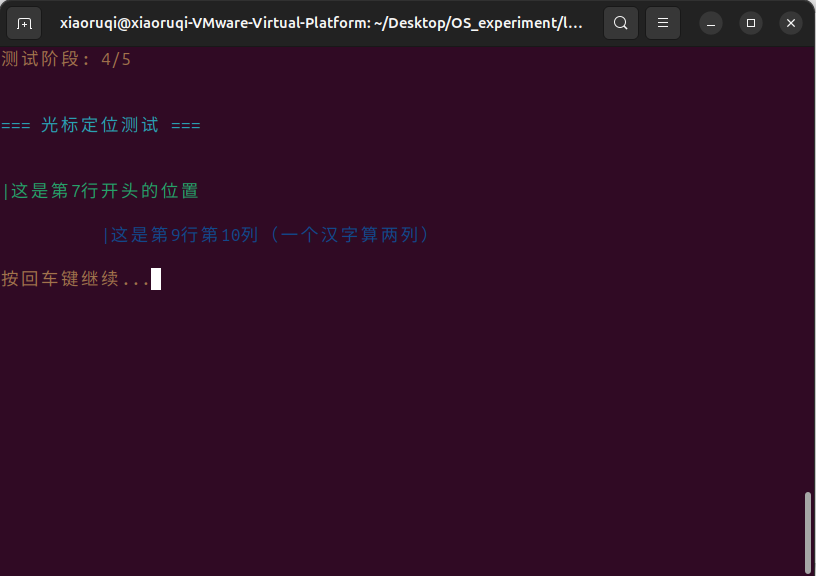 xiaoruqi@xiaoruqi-VMware-Virtual-Platform: ~/Desktop/OS_experiment/l...
测试阶段: 4/5
=== 光标定位测试 ===
|这是第7行开头的位置
|这是第9行第10列（一个汉字算两列）
按回车键继续...